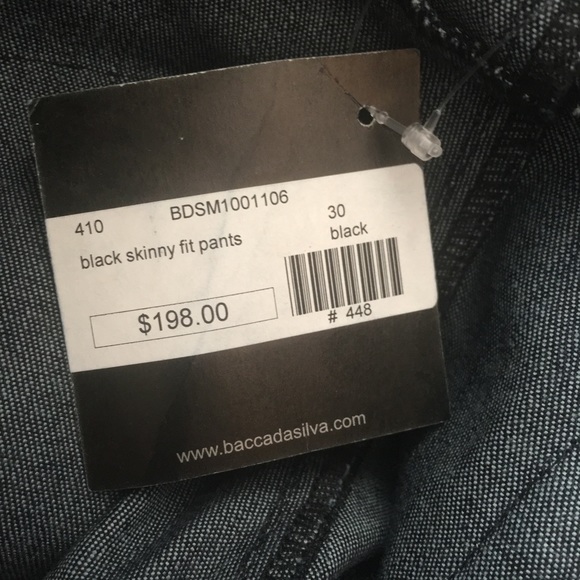 410 BDSM1001106 30
black skinny fit pants black
$198.00
# 448
www.baccadasilva.com